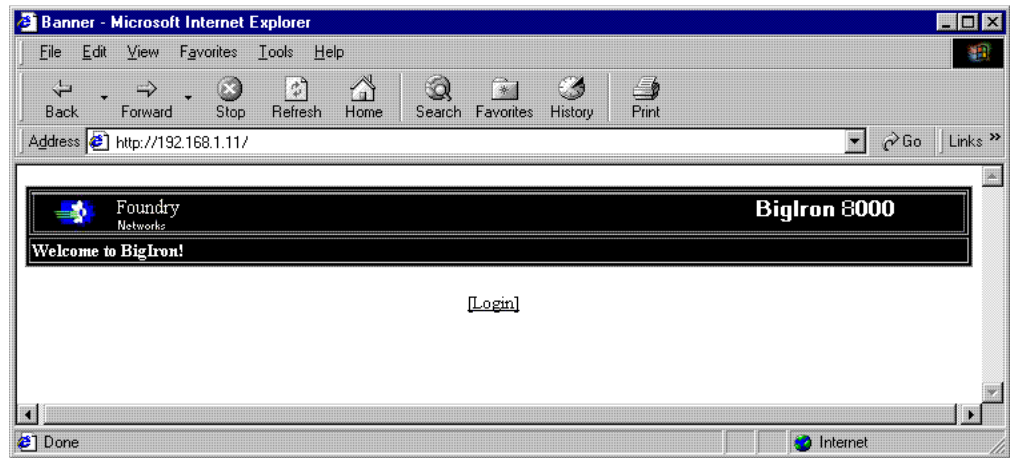 Banner - Microsoft Internet Explorer
File Edit View Favorites Tools Help
Back Forward Stop Refresh Home Search Favorites History Print
Address http://192.168.1.11/ Go Links »
Foundry
Networks
BigIron 8000
Welcome to BigIron!
[Login]
Done Internet